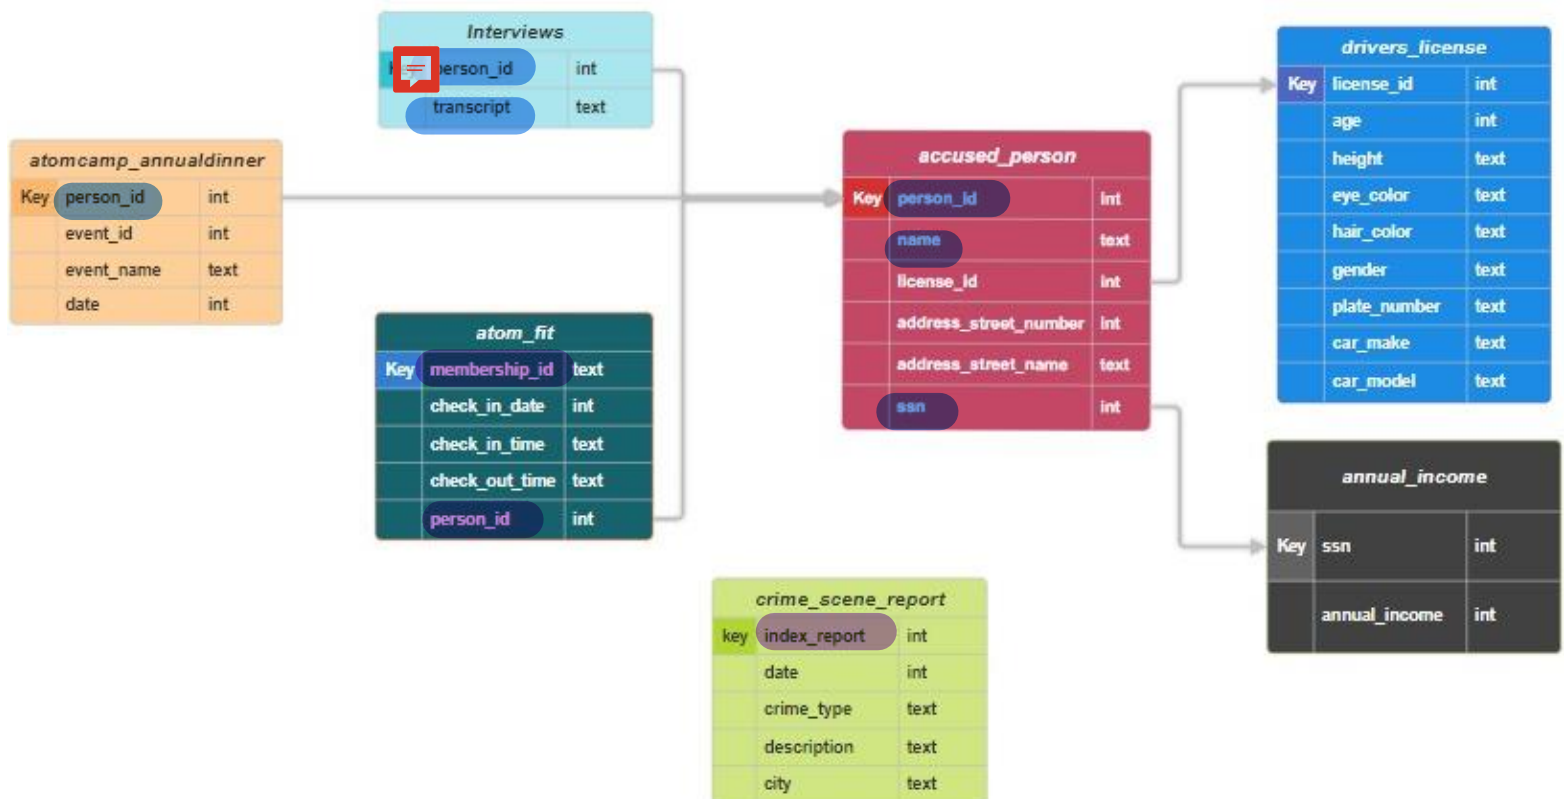 Interviews
person_id int
transcript text
atomcamp_annualdinner
Key person_id int
event_id int
event_name text
date int
atom_fit
Key membership_id text
check_in_date int
check_in_time text
check_out_time text
person_id int
accused_person
Key person_id int
name text
license_id int
address_street_number int
address_street_name text
ssn int
drivers_license
Key license_id int
age int
height text
eye_color text
hair_color text
gender text
plate_number text
car_make text
car_model text
annual_income
Key ssn int
annual_income int
crime_scene_report
key index_report int
date int
crime_type text
description text
city text